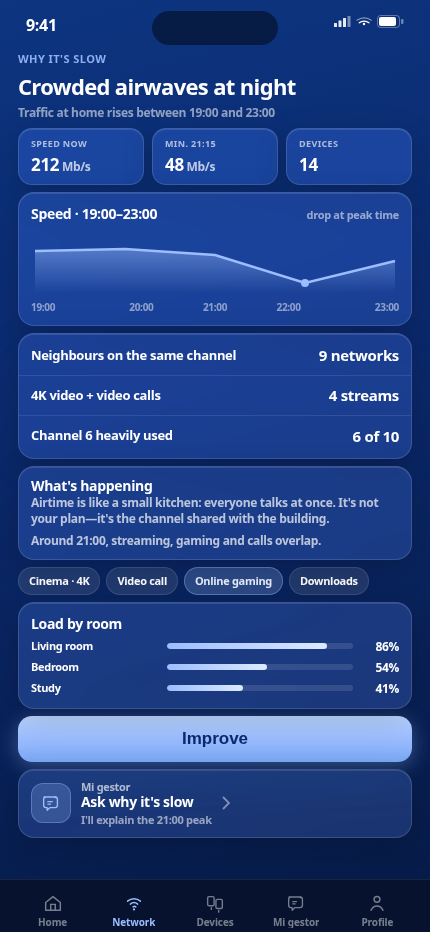 9:41
WHY IT'S SLOW
Crowded airwaves at night
Traffic at home rises between 19:00 and 23:00
SPEED NOW
212 Mb/s
MIN. 21:15
48 Mb/s
DEVICES
14
Speed · 19:00–23:00
drop at peak time
19:00 20:00 21:00 22:00 23:00
Neighbours on the same channel 9 networks
4K video + video calls 4 streams
Channel 6 heavily used 6 of 10
What's happening
Airtime is like a small kitchen: everyone talks at once. It's not
your plan—it's the channel shared with the building.
Around 21:00, streaming, gaming and calls overlap.
Cinema · 4K Video call Online gaming Downloads
Load by room
Living room 86%
Bedroom 54%
Study 41%
Improve
Mi gestor
Ask why it's slow
I'll explain the 21:00 peak
Home Network Devices Mi gestor Profile